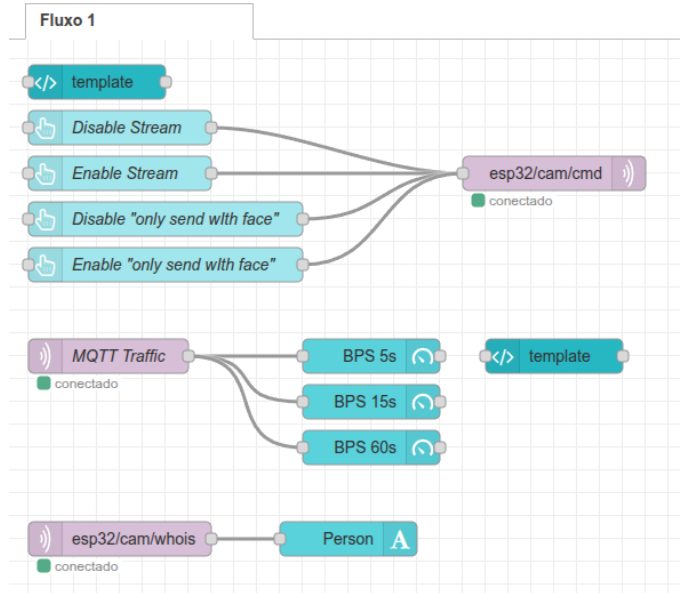 Fluxo 1
template
Disable Stream
Enable Stream
esp32/cam/cmd
conectado
Disable "only send wIth face"
Enable "only send wIth face"
MQTT Traffic
conectado
BPS 5s
template
BPS 15s
BPS 60s
esp32/cam/whois
conectado
Person
A